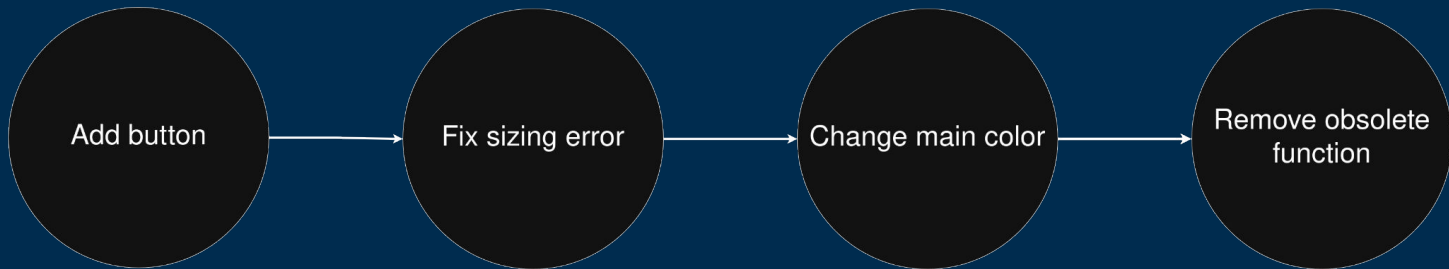 Add button
Fix sizing error
Change main color
Remove obsolete
function